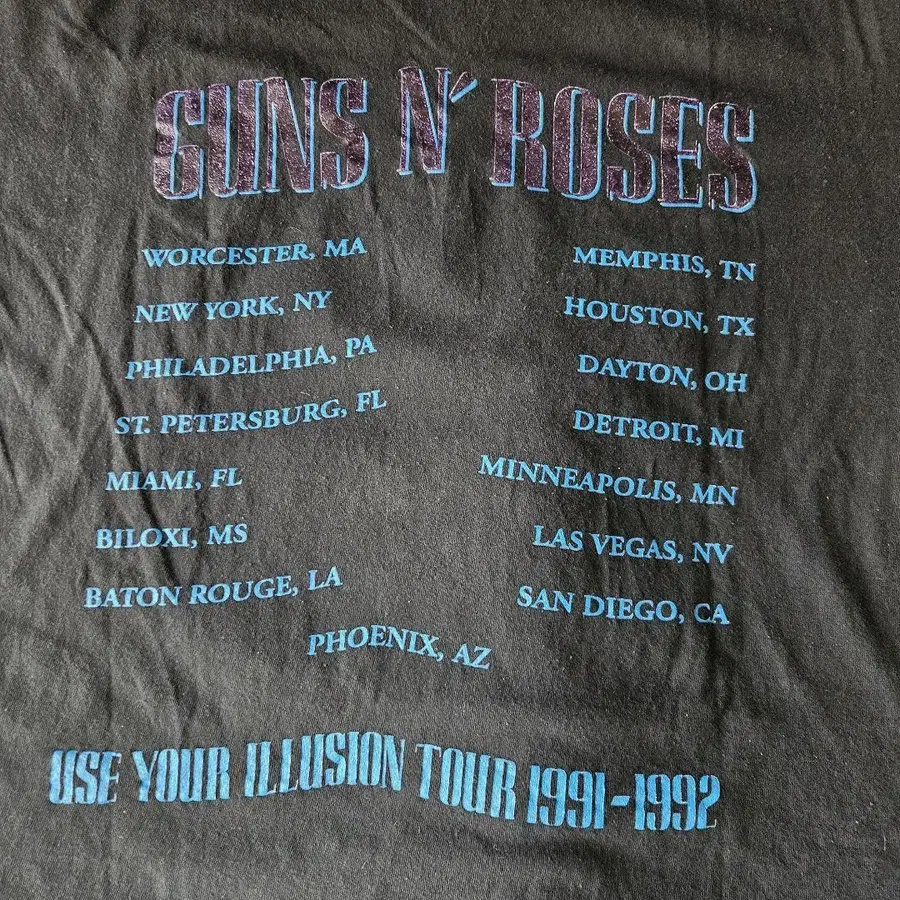 GUNS N' ROSES
WORCESTER, MA
NEW YORK, NY
PHILADELPHIA, PA
ST. PETERSBURG, FL
MIAMI, FL
BILOXI, MS
BATON ROUGE, LA
MEMPHIS, TN
HOUSTON, TX
DAYTON, OH
DETROIT, MI
MINNEAPOLIS, MN
LAS VEGAS, NV
SAN DIEGO, CA
PHOENIX, AZ
USE YOUR ILLUSION TOUR 1991-1992